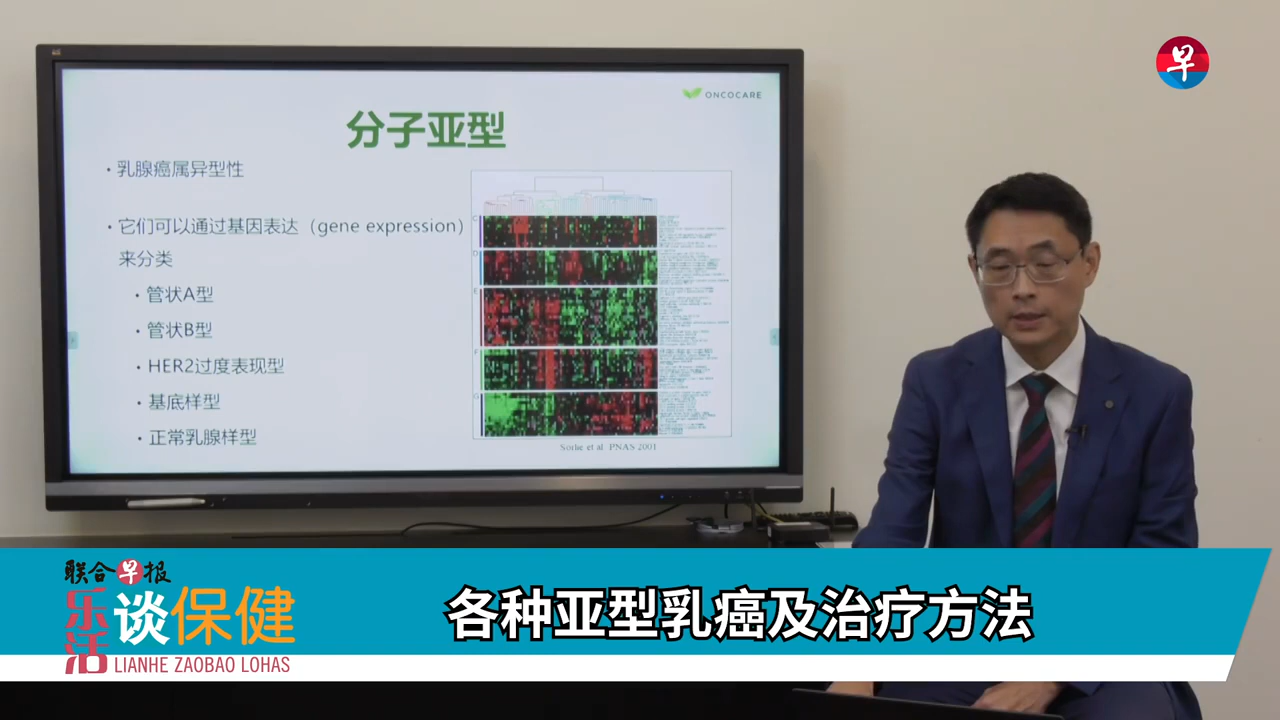 早
ONCOCARE
分子亚型
• 乳腺癌属异型性
• 它们可以通过基因表达（gene expression）
来分类
• 管状A型
• 管状B型
• HER2过度表现型
• 基底样型
• 正常乳腺样型
C
D
E
F
G
Sorlie et al PNAS 2001
联合早报
乐活
谈保健
LIANHE ZAOBAO LOHAS
各种亚型乳癌及治疗方法